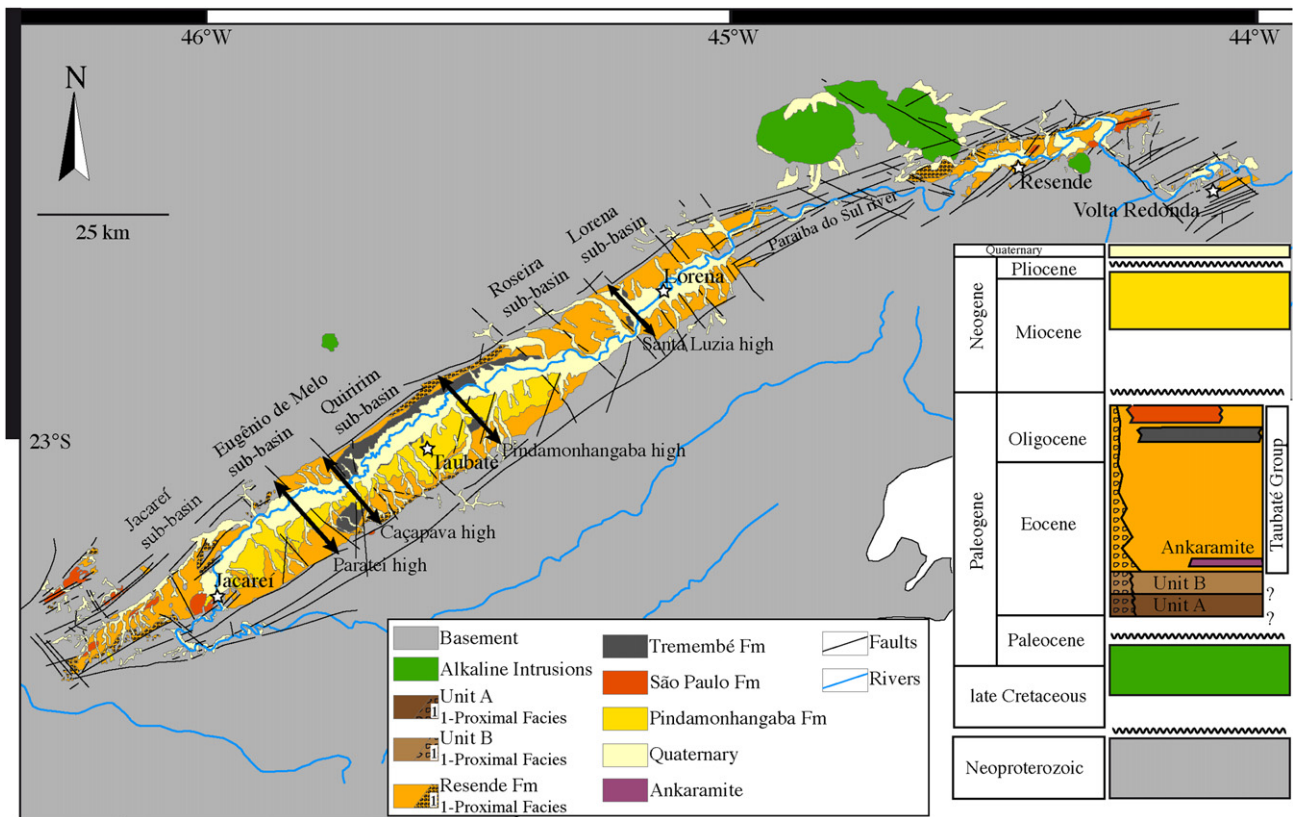 46°W
45°W
44°W
N
25 km
23°S
Resende
Volta Redonda
Paraiba do Sul river
Lorena
sub-basin
Lorena
Roseira
sub-basin
Santa Luzia high
Quiririm
sub-basin
Eugênio de Melo
sub-basin
Pindamonhangaba high
Taubaté
Caçapava high
Jacareí
sub-basin
Parateí high
Jacareí
Basement
Alkaline Intrusions
Unit A
1
1-Proximal Facies
Unit B
1
1-Proximal Facies
Resende Fm
1
1-Proximal Facies
Tremembé Fm
São Paulo Fm
Pindamonhangaba Fm
Quaternary
Ankaramite
Faults
Rivers
Quaternary
Neogene
Pliocene
Miocene
Paleogene
Oligocene
Eocene
Paleocene
late Cretaceous
Neoproterozoic
Taubaté Group
Ankaramite
Unit B
?
Unit A
?